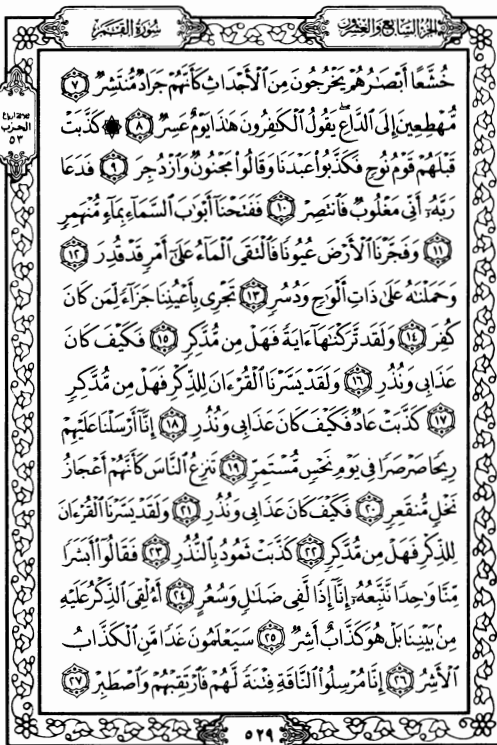 الجزء السابع والعشرون
سورة القمر
خُشَّعًا أَبْصَـٰرُهُمْ يَخْرُجُونَ مِنَ ٱلْأَجْدَاثِ كَأَنَّهُمْ جَرَادٌ مُّنتَشِرٌ ٧
مُّهْطِعِينَ إِلَى ٱلدَّاعِ ۖ يَقُولُ ٱلْكَـٰفِرُونَ هَـٰذَا يَوْمٌ عَسِرٌ ٨ ۞ كَذَّبَتْ
ثلاثة أرباع
الحزب
٥٣
قَبْلَهُمْ قَوْمُ نُوحٍ فَكَذَّبُوا۟ عَبْدَنَا وَقَالُوا۟ مَجْنُونٌ وَٱزْدُجِرَ ٩ فَدَعَا
رَبَّهُۥٓ أَنِّى مَغْلُوبٌ فَٱنتَصِرْ ١٠ فَفَتَحْنَآ أَبْوَٰبَ ٱلسَّمَآءِ بِمَآءٍ مُّنْهَمِرٍ
١١ وَفَجَّرْنَا ٱلْأَرْضَ عُيُونًا فَٱلْتَقَى ٱلْمَآءُ عَلَىٰٓ أَمْرٍ قَدْ قُدِرَ ١٢
وَحَمَلْنَـٰهُ عَلَىٰ ذَاتِ أَلْوَٰحٍ وَدُسُرٍ ١٣ تَجْرِى بِأَعْيُنِنَا جَزَآءً لِّمَن كَانَ
كُفِرَ ١٤ وَلَقَد تَّرَكْنَـٰهَآ ءَايَةً فَهَلْ مِن مُّدَّكِرٍ ١٥ فَكَيْفَ كَانَ
عَذَابِى وَنُذُرِ ١٦ وَلَقَدْ يَسَّرْنَا ٱلْقُرْءَانَ لِلذِّكْرِ فَهَلْ مِن مُّدَّكِرٍ
١٧ كَذَّبَتْ عَادٌ فَكَيْفَ كَانَ عَذَابِى وَنُذُرِ ١٨ إِنَّآ أَرْسَلْنَا عَلَيْهِمْ
رِيحًا صَرْصَرًا فِى يَوْمِ نَحْسٍ مُّسْتَمِرٍّ ١٩ تَنزِعُ ٱلنَّاسَ كَأَنَّهُمْ أَعْجَازُ
نَخْلٍ مُّنقَعِرٍ ٢٠ فَكَيْفَ كَانَ عَذَابِى وَنُذُرِ ٢١ وَلَقَدْ يَسَّرْنَا ٱلْقُرْءَانَ
لِلذِّكْرِ فَهَلْ مِن مُّدَّكِرٍ ٢٢ كَذَّبَتْ ثَمُودُ بِٱلنُّذُرِ ٢٣ فَقَالُوٓا۟ أَبَشَرًا
مِّنَّا وَٰحِدًا نَّتَّبِعُهُۥٓ إِنَّآ إِذًا لَّفِى ضَلَـٰلٍ وَسُعُرٍ ٢٤ أَءُلْقِىَ ٱلذِّكْرُ عَلَيْهِ
مِنۢ بَيْنِنَا بَلْ هُوَ كَذَّابٌ أَشِرٌ ٢٥ سَيَعْلَمُونَ غَدًا مَّنِ ٱلْكَذَّابُ
ٱلْأَشِرُ ٢٦ إِنَّا مُرْسِلُوا۟ ٱلنَّاقَةِ فِتْنَةً لَّهُمْ فَٱرْتَقِبْهُمْ وَٱصْطَبِرْ ٢٧
٥٢٩